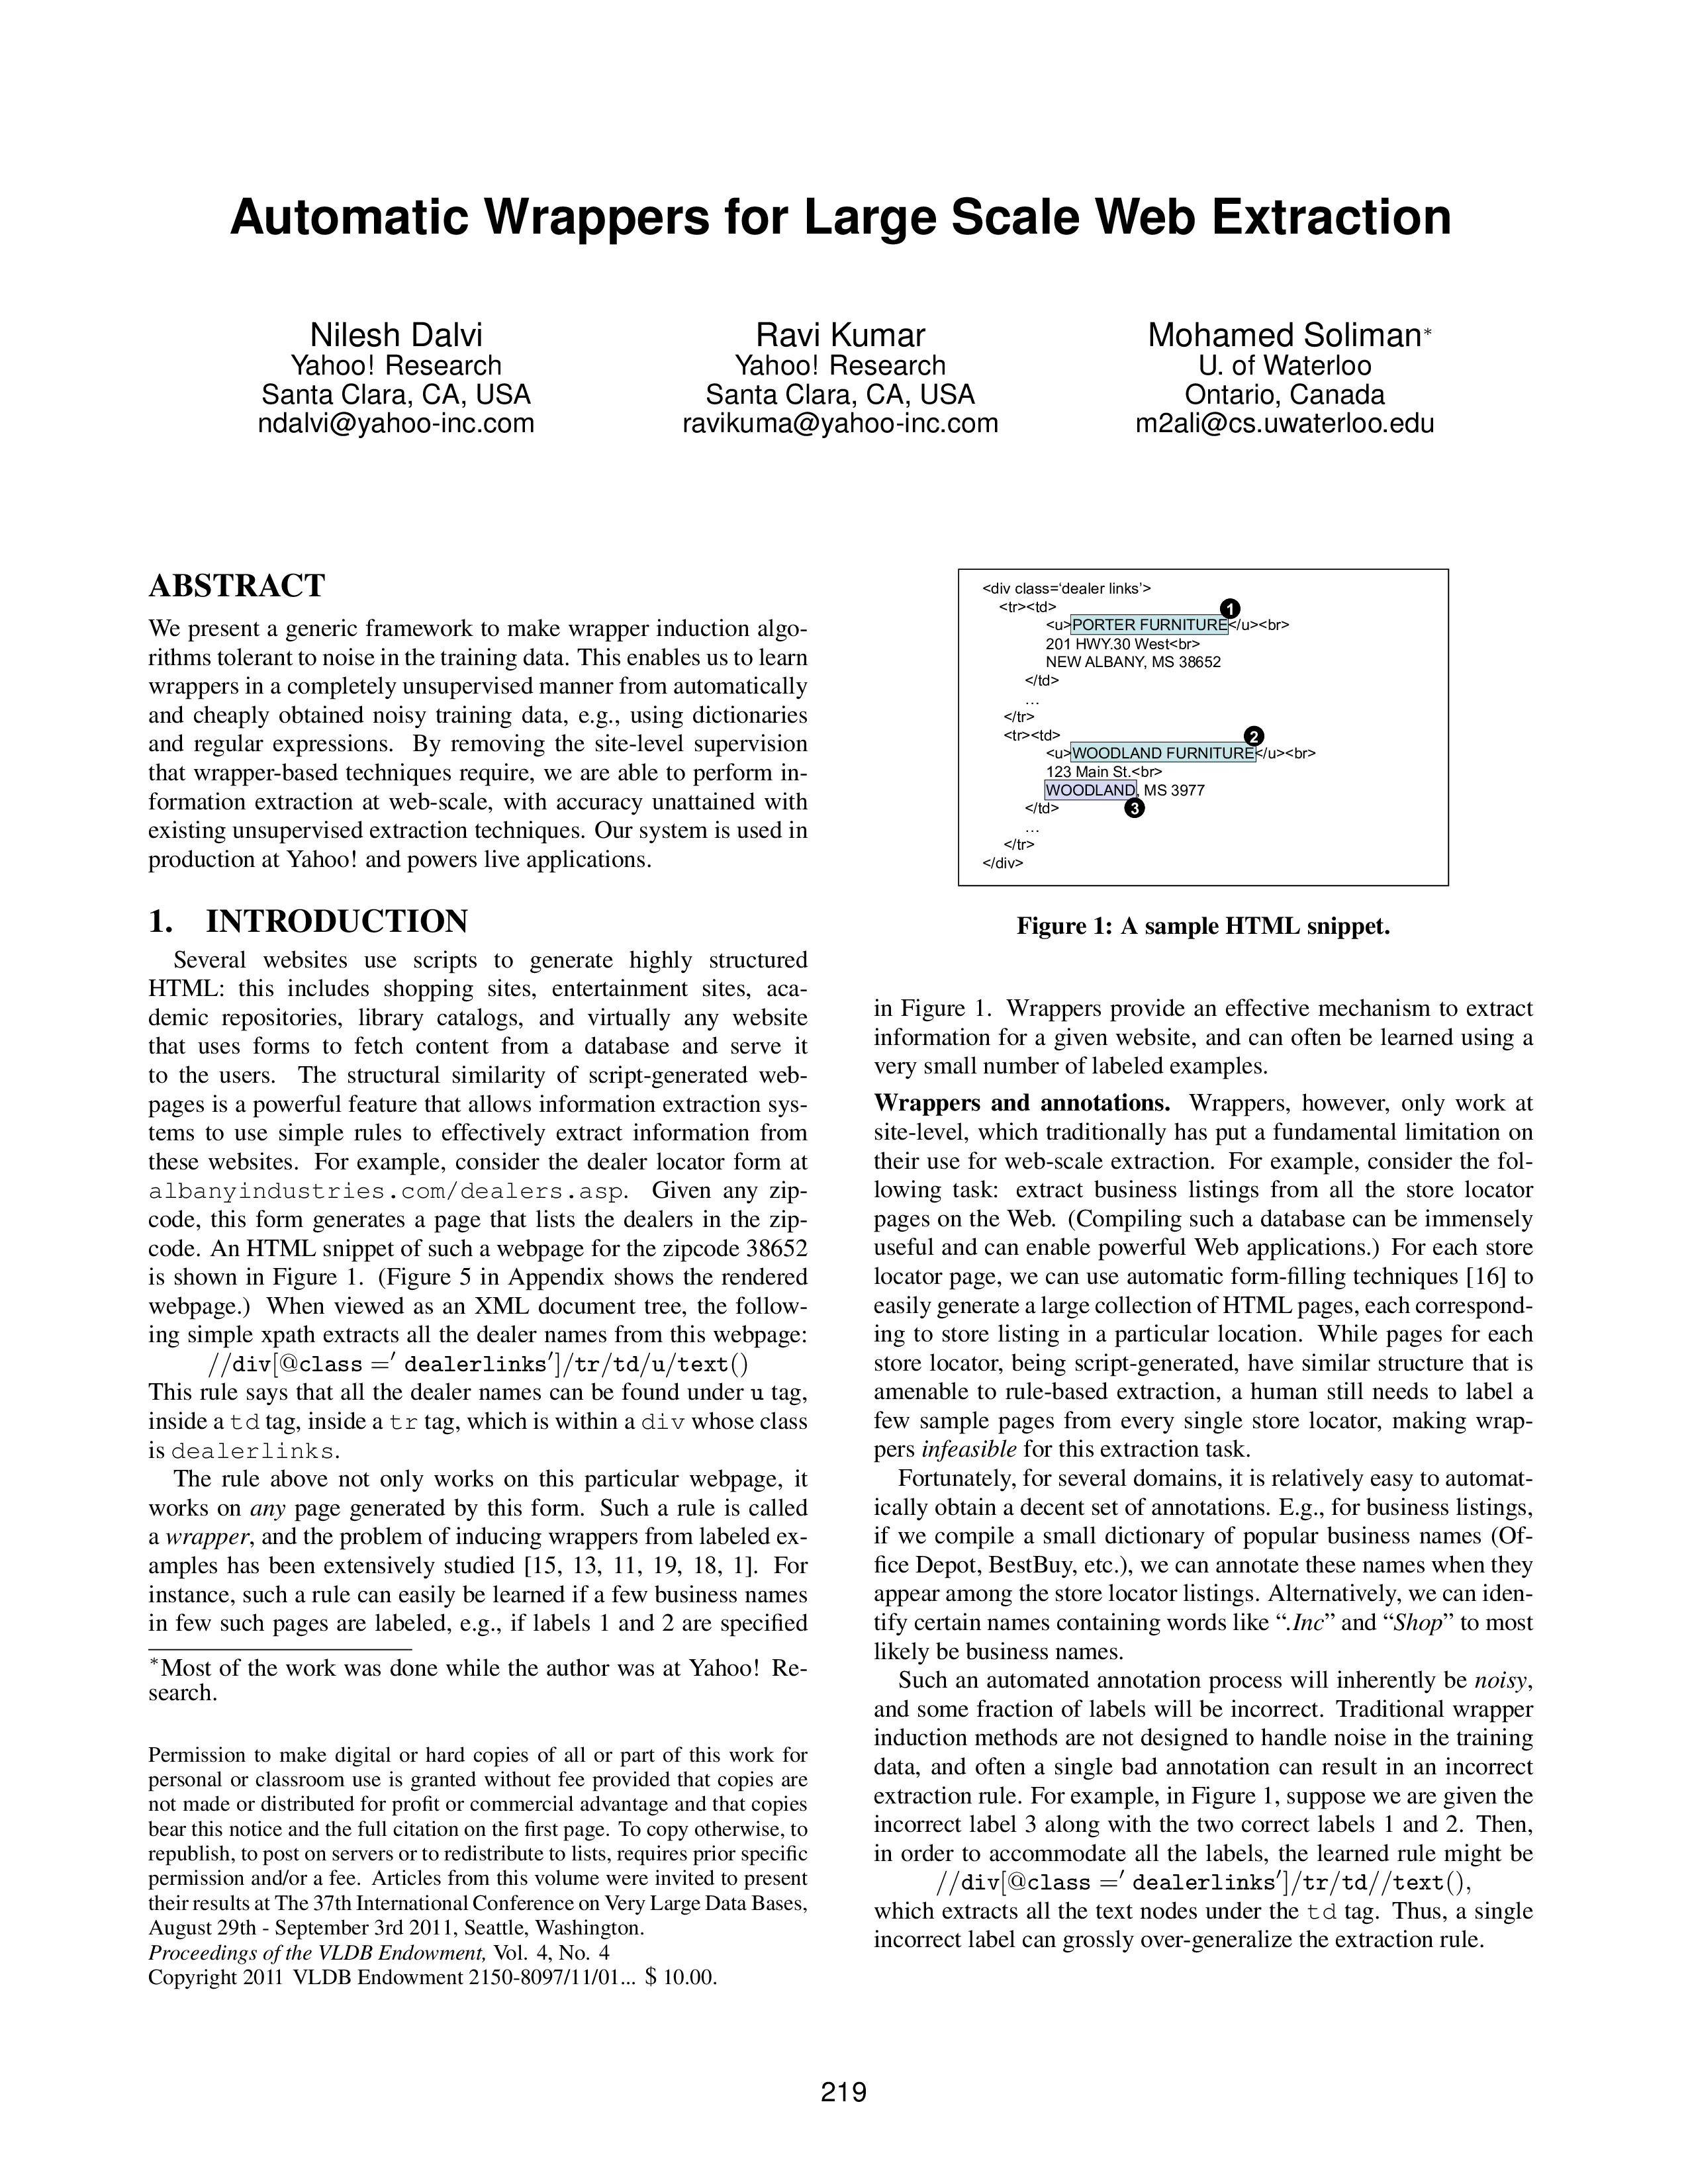 Automatic Wrappers for Large Scale Web Extraction
Nilesh Dalvi
Yahoo! Research
Santa Clara, CA, USA
ndalvi@yahoo-inc.com
Ravi Kumar
Yahoo! Research
Santa Clara, CA, USA
ravikuma@yahoo-inc.com
Mohamed Soliman*
U. of Waterloo
Ontario, Canada
m2ali@cs.uwaterloo.edu
ABSTRACT
We present a generic framework to make wrapper induction algo-
rithms tolerant to noise in the training data. This enables us to learn
wrappers in a completely unsupervised manner from automatically
and cheaply obtained noisy training data, e.g., using dictionaries
and regular expressions. By removing the site-level supervision
that wrapper-based techniques require, we are able to perform in-
formation extraction at web-scale, with accuracy unattained with
existing unsupervised extraction techniques. Our system is used in
production at Yahoo! and powers live applications.
1. INTRODUCTION
Several websites use scripts to generate highly structured
HTML: this includes shopping sites, entertainment sites, aca-
demic repositories, library catalogs, and virtually any website
that uses forms to fetch content from a database and serve it
to the users. The structural similarity of script-generated web-
pages is a powerful feature that allows information extraction sys-
tems to use simple rules to effectively extract information from
these websites. For example, consider the dealer locator form at
albanyindustries.com/dealers.asp. Given any zip-
code, this form generates a page that lists the dealers in the zip-
code. An HTML snippet of such a webpage for the zipcode 38652
is shown in Figure 1. (Figure 5 in Appendix shows the rendered
webpage.) When viewed as an XML document tree, the follow-
ing simple xpath extracts all the dealer names from this webpage:
//div[@class =′ dealerlinks′]/tr/td/u/text()
This rule says that all the dealer names can be found under u tag,
inside a td tag, inside a tr tag, which is within a div whose class
is dealerlinks.
The rule above not only works on this particular webpage, it
works on any page generated by this form. Such a rule is called
a wrapper, and the problem of inducing wrappers from labeled ex-
amples has been extensively studied [15, 13, 11, 19, 18, 1]. For
instance, such a rule can easily be learned if a few business names
in few such pages are labeled, e.g., if labels 1 and 2 are specified
*Most of the work was done while the author was at Yahoo! Re-
search.
Permission to make digital or hard copies of all or part of this work for
personal or classroom use is granted without fee provided that copies are
not made or distributed for profit or commercial advantage and that copies
bear this notice and the full citation on the first page. To copy otherwise, to
republish, to post on servers or to redistribute to lists, requires prior specific
permission and/or a fee. Articles from this volume were invited to present
their results at The 37th International Conference on Very Large Data Bases,
August 29th - September 3rd 2011, Seattle, Washington.
Proceedings of the VLDB Endowment, Vol. 4, No. 4
Copyright 2011 VLDB Endowment 2150-8097/11/01... $ 10.00.
<div class='dealer links'>
<tr><td>
1
<u>PORTER FURNITURE</u><br>
201 HWY.30 West<br>
NEW ALBANY, MS 38652
</td>
...
</tr>
<tr><td>
2
<u>WOODLAND FURNITURE</u><br>
123 Main St.<br>
WOODLAND, MS 3977
</td>
3
...
</tr>
</div>
Figure 1: A sample HTML snippet.
in Figure 1. Wrappers provide an effective mechanism to extract
information for a given website, and can often be learned using a
very small number of labeled examples.
Wrappers and annotations. Wrappers, however, only work at
site-level, which traditionally has put a fundamental limitation on
their use for web-scale extraction. For example, consider the fol-
lowing task: extract business listings from all the store locator
pages on the Web. (Compiling such a database can be immensely
useful and can enable powerful Web applications.) For each store
locator page, we can use automatic form-filling techniques [16] to
easily generate a large collection of HTML pages, each correspond-
ing to store listing in a particular location. While pages for each
store locator, being script-generated, have similar structure that is
amenable to rule-based extraction, a human still needs to label a
few sample pages from every single store locator, making wrap-
pers infeasible for this extraction task.
Fortunately, for several domains, it is relatively easy to automat-
ically obtain a decent set of annotations. E.g., for business listings,
if we compile a small dictionary of popular business names (Of-
fice Depot, BestBuy, etc.), we can annotate these names when they
appear among the store locator listings. Alternatively, we can iden-
tify certain names containing words like “.Inc” and “Shop” to most
likely be business names.
Such an automated annotation process will inherently be noisy,
and some fraction of labels will be incorrect. Traditional wrapper
induction methods are not designed to handle noise in the training
data, and often a single bad annotation can result in an incorrect
extraction rule. For example, in Figure 1, suppose we are given the
incorrect label 3 along with the two correct labels 1 and 2. Then,
in order to accommodate all the labels, the learned rule might be
//div[@class =′ dealerlinks′]/tr/td//text(),
which extracts all the text nodes under the td tag. Thus, a single
incorrect label can grossly over-generalize the extraction rule.
219